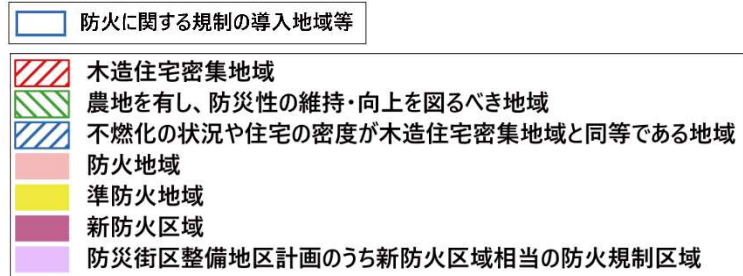 防火に関する規制の導入地域等
木造住宅密集地域
農地を有し、防災性の維持・向上を図るべき地域
不燃化の状況や住宅の密度が木造住宅密集地域と同等である地域
防火地域
準防火地域
新防火区域
防災街区整備地区計画のうち新防火区域相当の防火規制区域